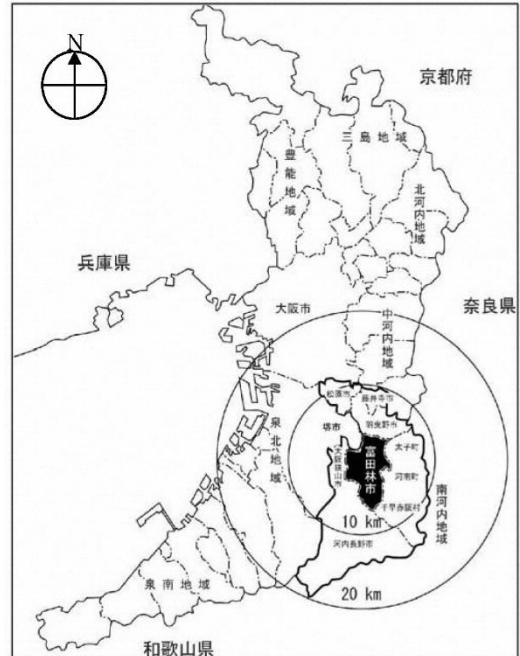 N
京都府
三島地域
豊能地域
北河内地域
兵庫県
奈良県
大阪市
中河内地域
松原市
藤井寺市
羽曳野市
堺市
太子町
泉北地域
大阪狭山市
富田林市
河南町
南河内地域
千早赤阪村
10 km
河内長野市
泉南地域
20 km
和歌山県